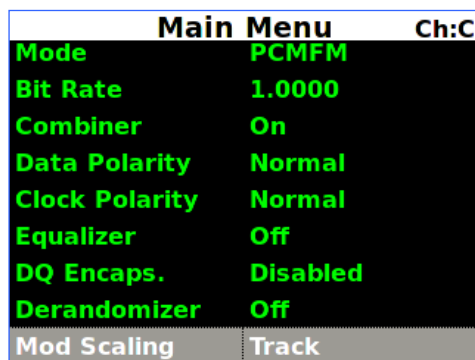 Main Menu Ch:C
Mode PCMFM
Bit Rate 1.0000
Combiner On
Data Polarity Normal
Clock Polarity Normal
Equalizer Off
DQ Encaps. Disabled
Derandomizer Off
Mod Scaling Track